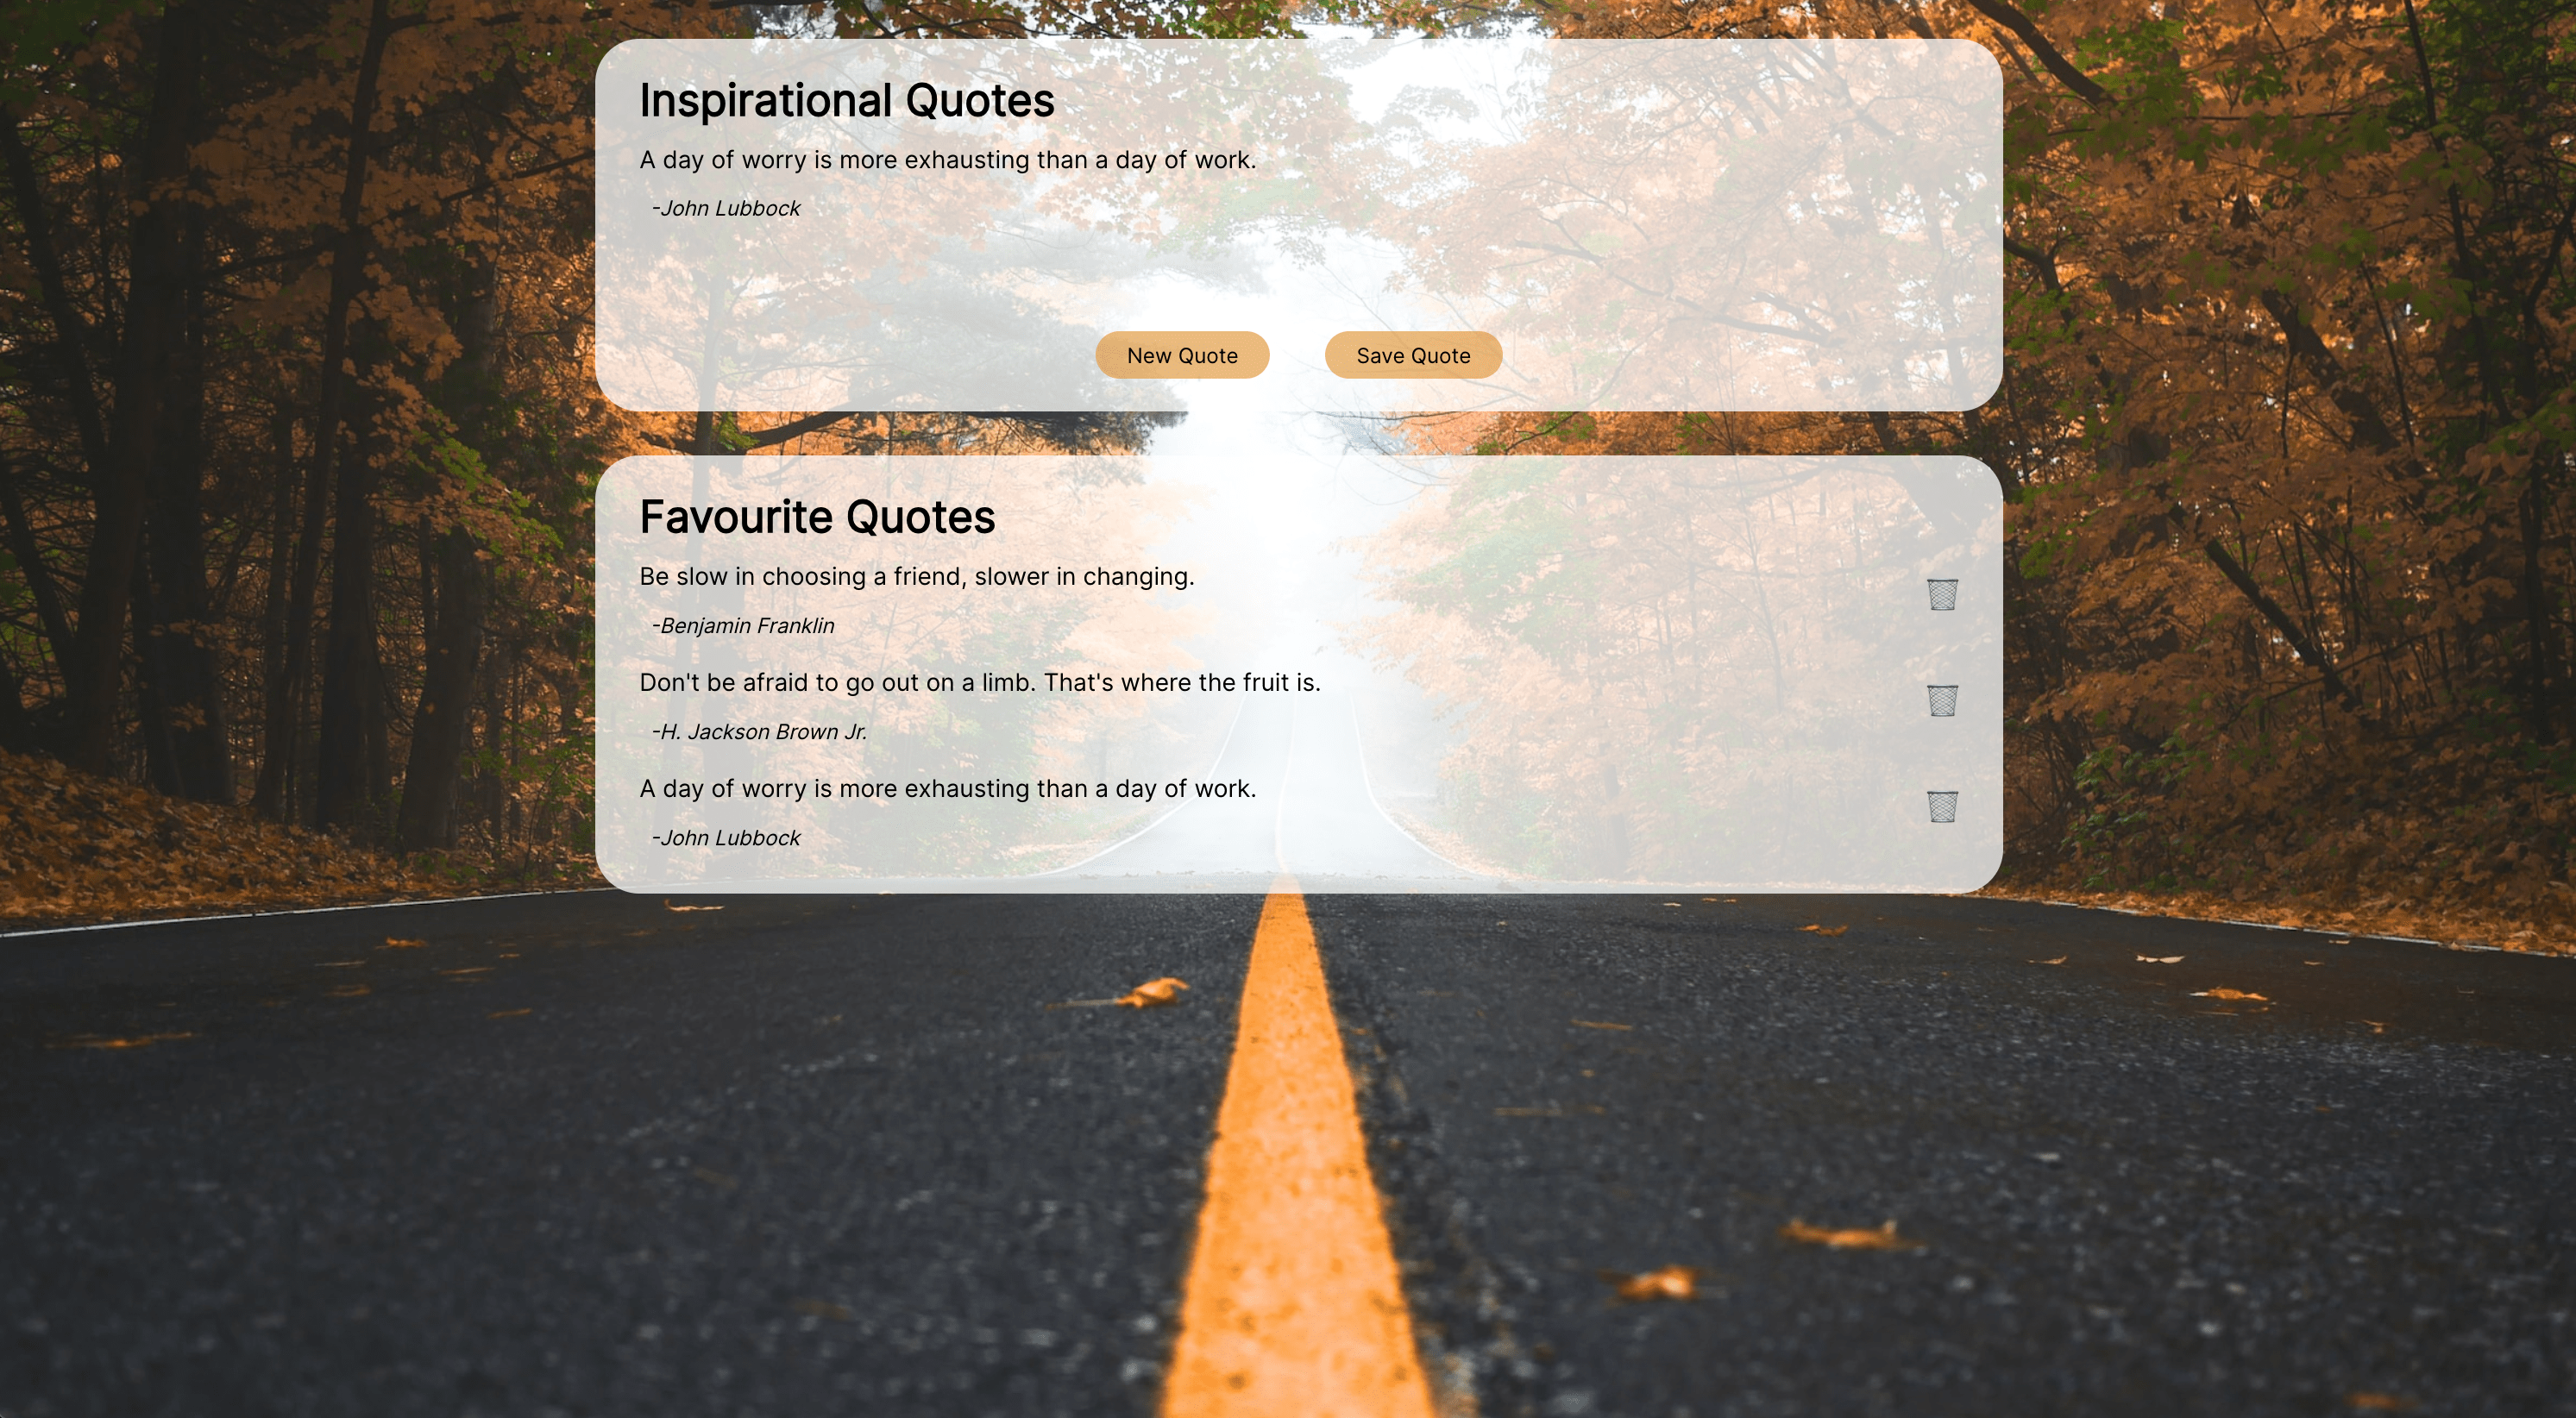 Inspirational Quotes
A day of worry is more exhausting than a day of work.
-John Lubbock
New Quote
Save Quote
Favourite Quotes
Be slow in choosing a friend, slower in changing.
-Benjamin Franklin
Don't be afraid to go out on a limb. That's where the fruit is.
-H. Jackson Brown Jr.
A day of worry is more exhausting than a day of work.
-John Lubbock